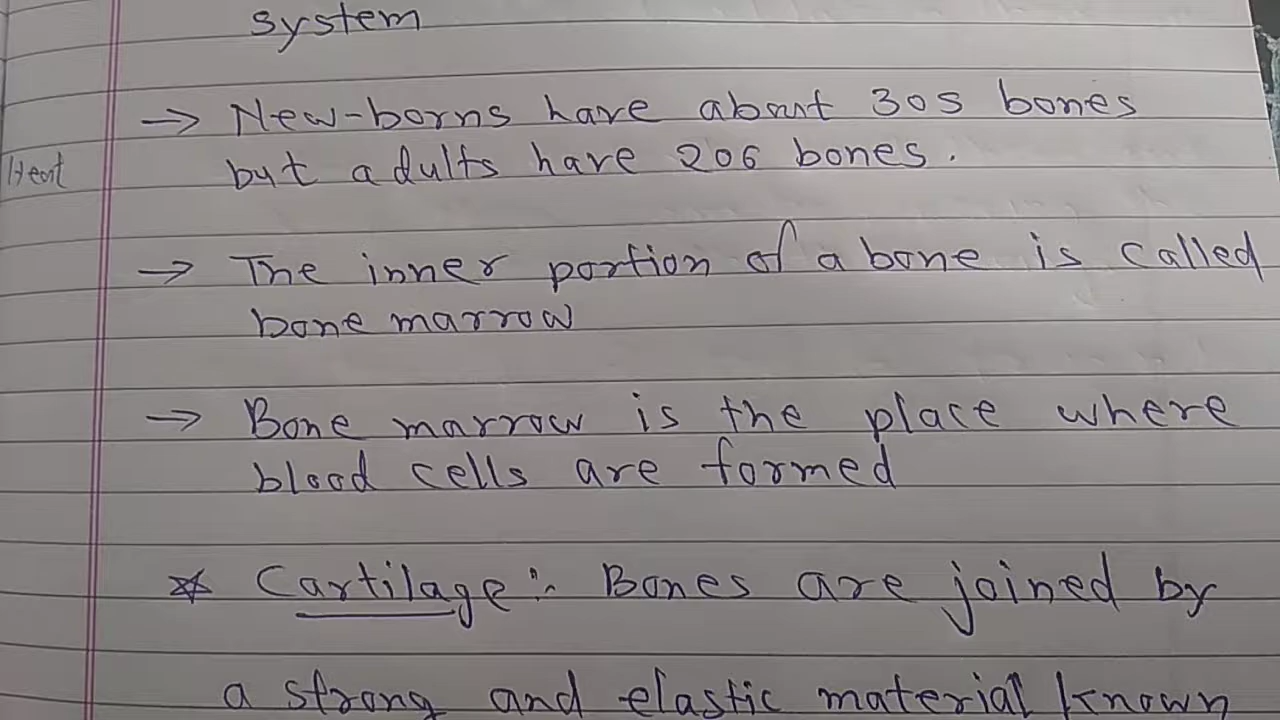 system
→ New-borns have about 305 bones
but adults have 206 bones.
→ The inner portion of a bone is called
bone marrow
→ Bone marrow is the place where
blood cells are formed
☆ Cartilage :- Bones are joined by
a strong and elastic material known